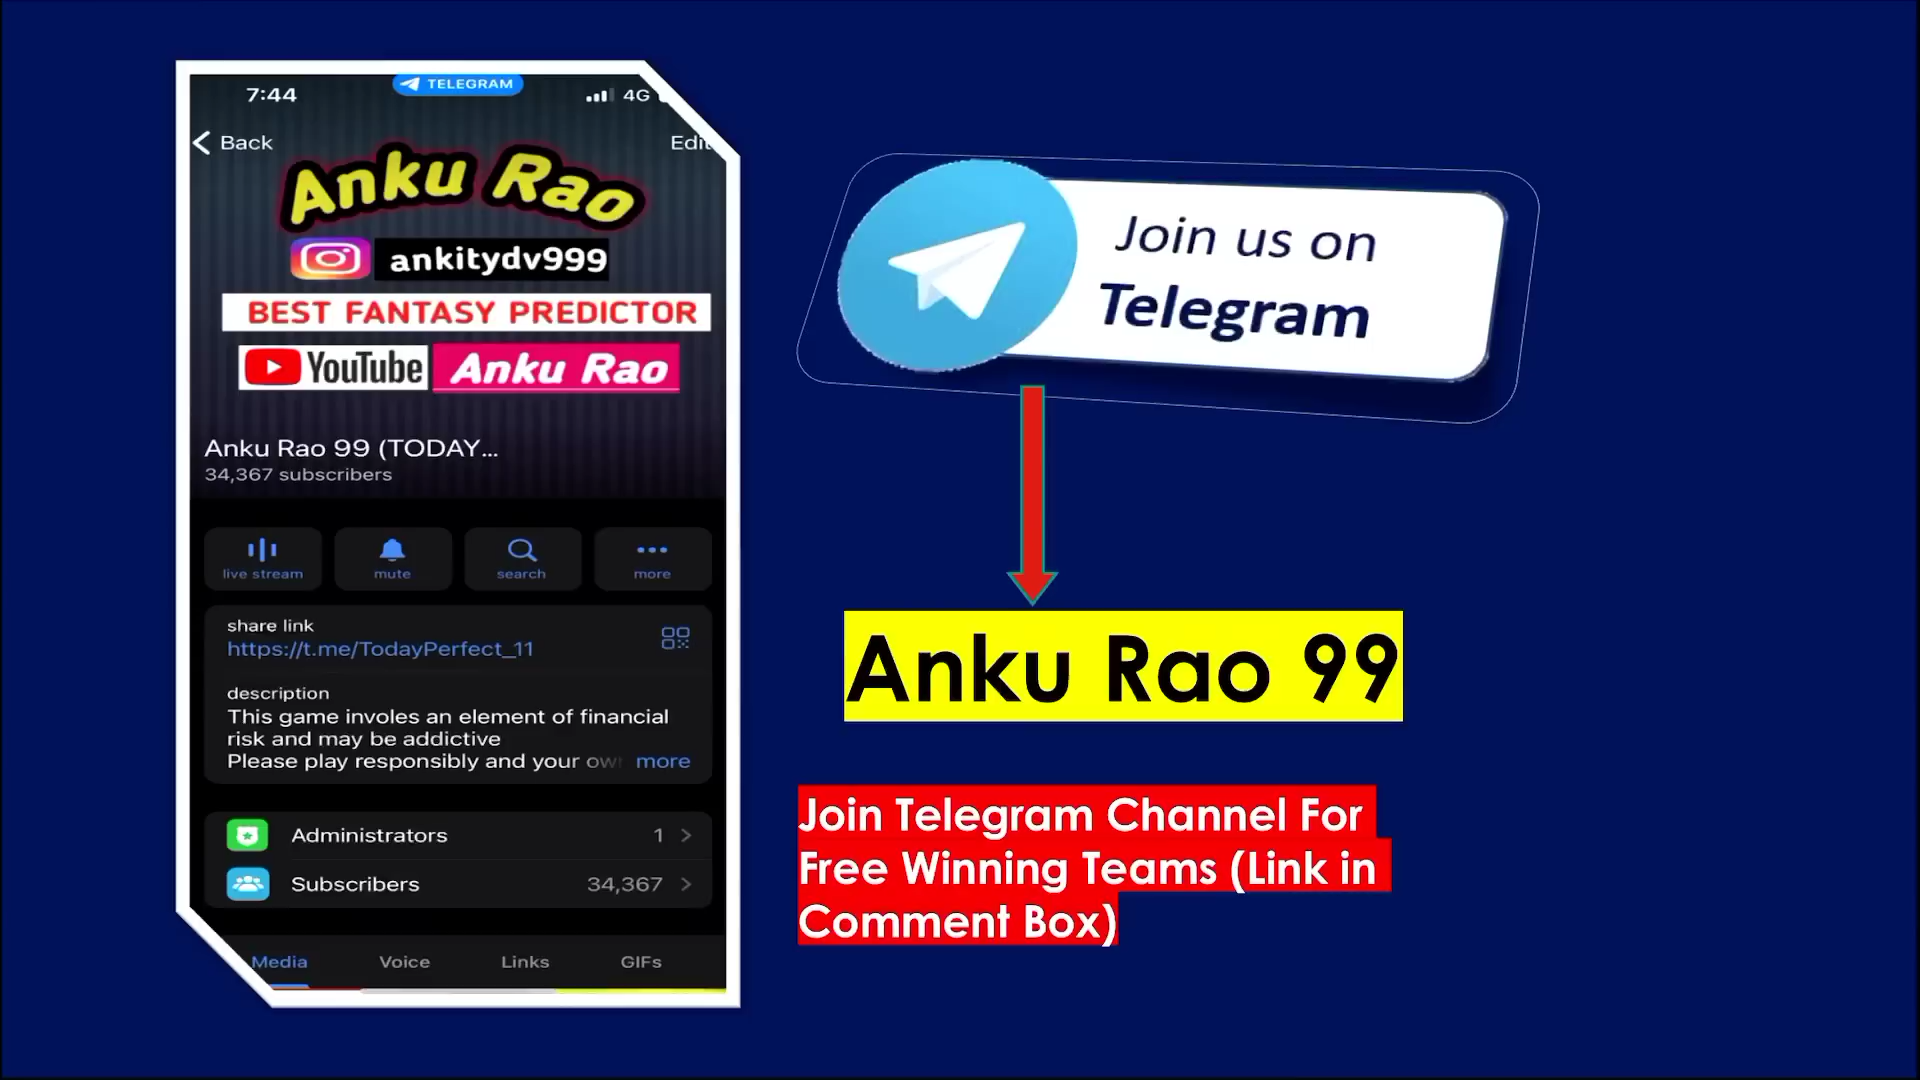 7:44
TELEGRAM
4G
Back
Edit
Anku Rao
ankitydv999
BEST FANTASY PREDICTOR
YouTube Anku Rao
Anku Rao 99 (TODAY...
34,367 subscribers
live stream
mute
search
more
share link
https://t.me/TodayPerfect_11
description
This game involes an element of financial
risk and may be addictive
Please play responsibly and your own more
Administrators 1
Subscribers 34,367
Media Voice Links GIFs
Join us on
Telegram
Anku Rao 99
Join Telegram Channel For
Free Winning Teams (Link in
Comment Box)